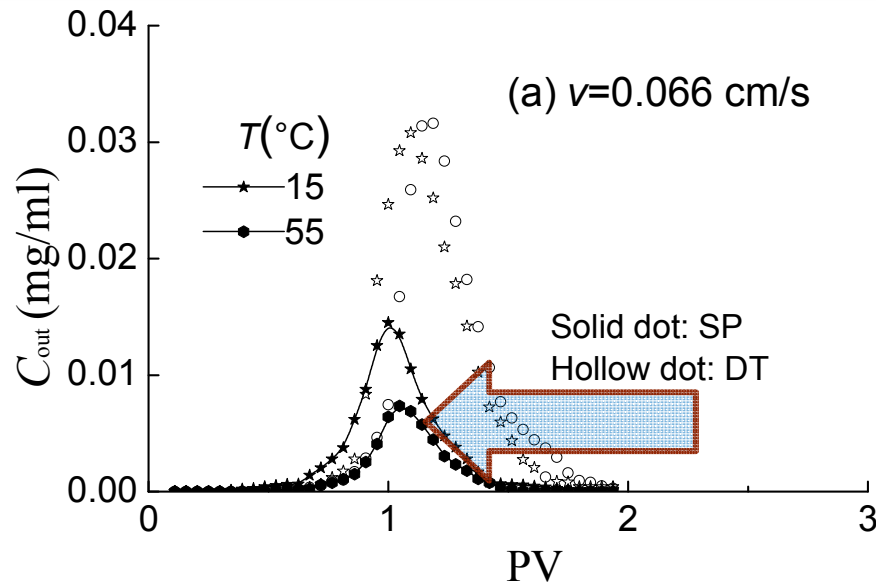 0.04
(a) v=0.066 cm/s
T(°C)
0.03
15
55
0.02
Cout (mg/ml)
Solid dot: SP
0.01
Hollow dot: DT
0.00
0 1 2 3
PV